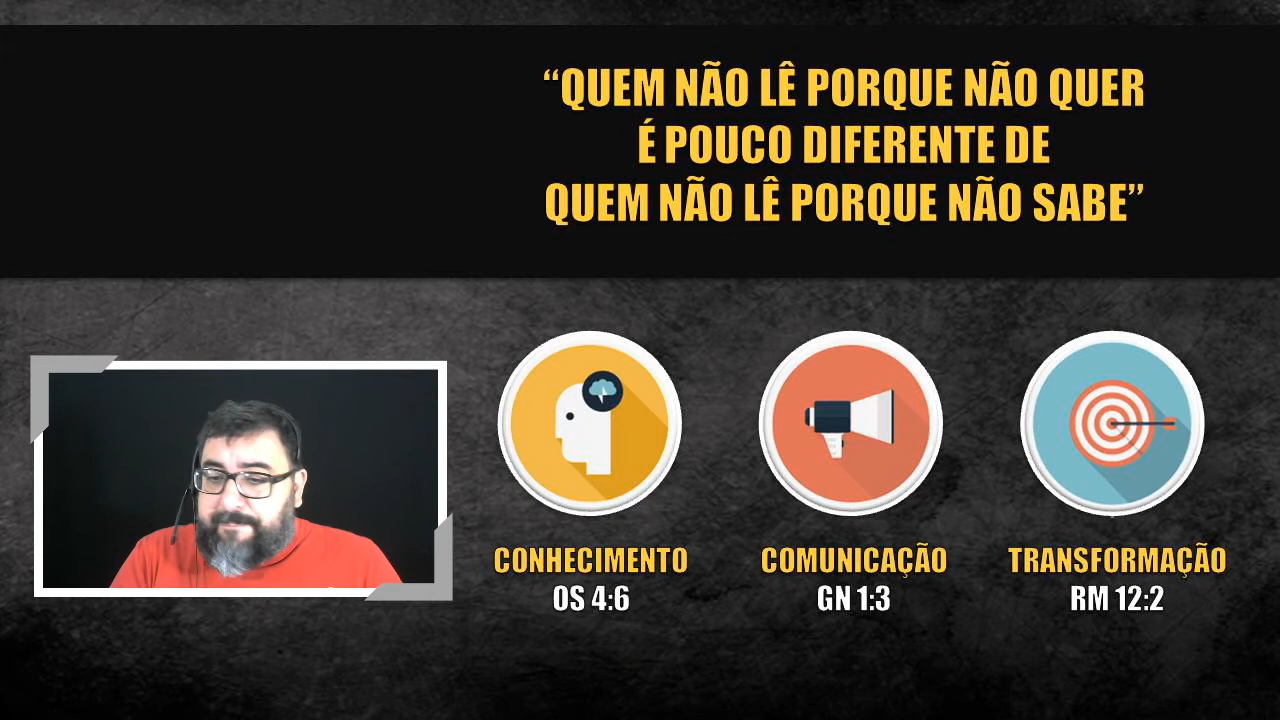 “QUEM NÃO LÊ PORQUE NÃO QUER
É POUCO DIFERENTE DE
QUEM NÃO LÊ PORQUE NÃO SABE”
CONHECIMENTO
OS 4:6
COMUNICAÇÃO
GN 1:3
TRANSFORMAÇÃO
RM 12:2